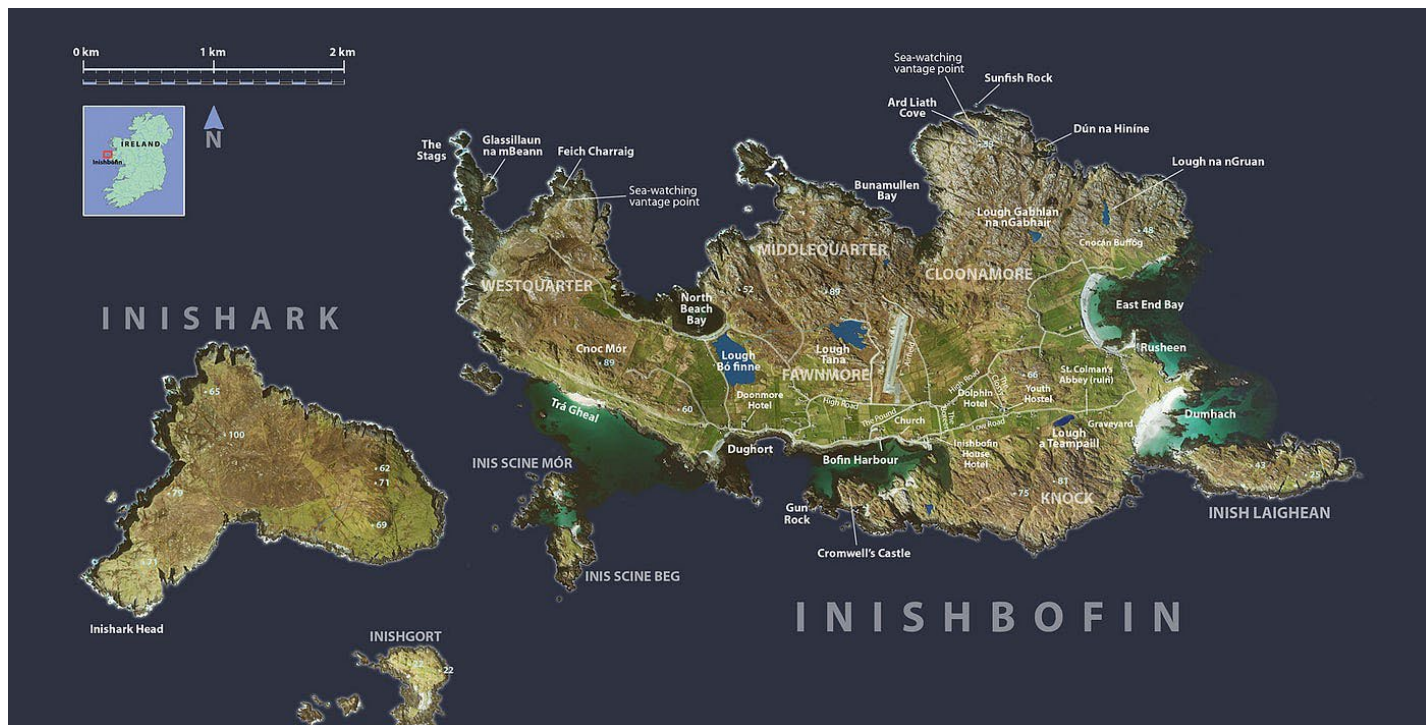 0 km
1 km
2 km
N
IRELAND
Inishbofin
The
Stags
Glassillaun
na mBeann
Feich Charraig
Sea-watching
vantage point
Sea-watching
vantage point
Sunfish Rock
Ard Liath
Cove
Dún na Hiníne
Lough na nGruan
Bunamullen
Bay
Lough Gabhlan
na nGabhair
Cnocán Buffóg
48
MIDDLEQUARTER
CLOONAMORE
WESTQUARTER
North
Beach
Bay
52
89
East End Bay
INISHARK
Rusheen
Cnoc Mór
89
Lough
Bó finne
Lough
Tana
FAWNMORE
High Road
66
Youth
Hostel
St. Colman's
Abbey (ruin)
Doonmore
Hotel
Dolphin
Hotel
65
Trá Gheal
60
High Road
The Pound
Church
Low Road
Graveyard
Dumhach
100
Lough
a Teampaill
Dughort
Bofin Harbour
Inishbofin
House
Hotel
INIS SCINE MÓR
62
71
43
25
79
81
75
KNOCK
Gun
Rock
INISH LAIGHEAN
69
Cromwell's Castle
71
INIS SCINE BEG
INISHBOFIN
Inishark Head
INISHGORT
22
22